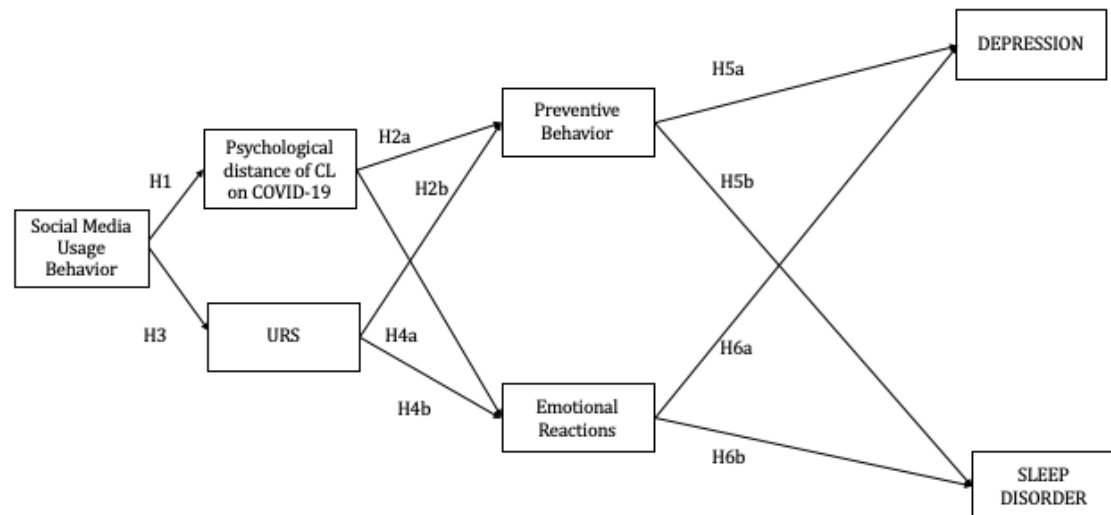 DEPRESSION
H5a
Preventive
Behavior
H2a
Psychological
distance of CL
on COVID-19
H1
H2b
H5b
Social Media
Usage
Behavior
H3
URS
H4a
H6a
H4b
Emotional
Reactions
H6b
SLEEP
DISORDER